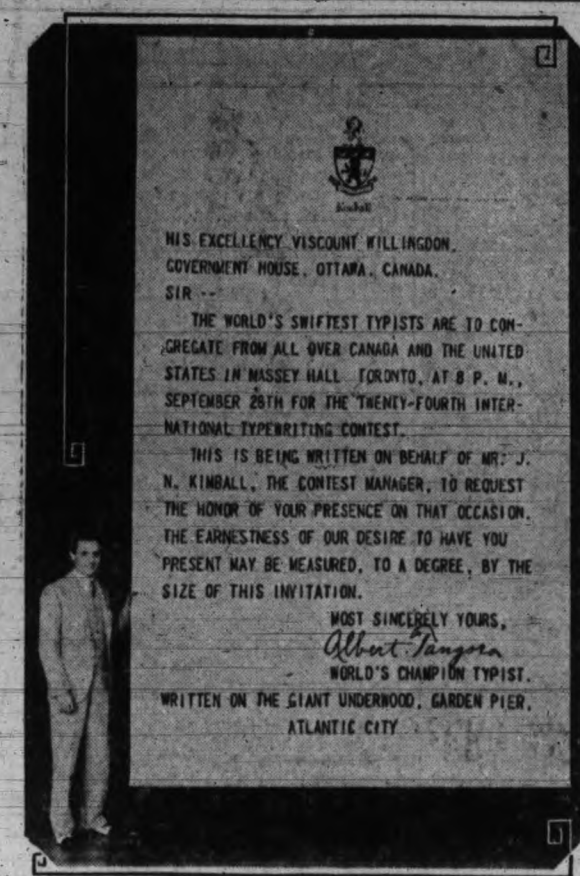 Kimball
HIS EXCELLENCY VISCOUNT WILLINGDON,
GOVERNMENT HOUSE, OTTAWA, CANADA.
SIR --
THE WORLD'S SWIFTEST TYPISTS ARE TO CON-
GREGATE FROM ALL OVER CANADA AND THE UNITED
STATES IN MASSEY HALL TORONTO, AT 8 P. M.,
SEPTEMBER 28TH FOR THE TWENTY-FOURTH INTER-
NATIONAL TYPEWRITING CONTEST.
THIS IS BEING WRITTEN ON BEHALF OF MR. J.
N. KIMBALL, THE CONTEST MANAGER, TO REQUEST
THE HONOR OF YOUR PRESENCE ON THAT OCCASION.
THE EARNESTNESS OF OUR DESIRE TO HAVE YOU
PRESENT MAY BE MEASURED, TO A DEGREE, BY THE
SIZE OF THIS INVITATION.
MOST SINCERELY YOURS,
Albert Tangora
WORLD'S CHAMPION TYPIST.
WRITTEN ON THE GIANT UNDERWOOD, GARDEN PIER,
ATLANTIC CITY